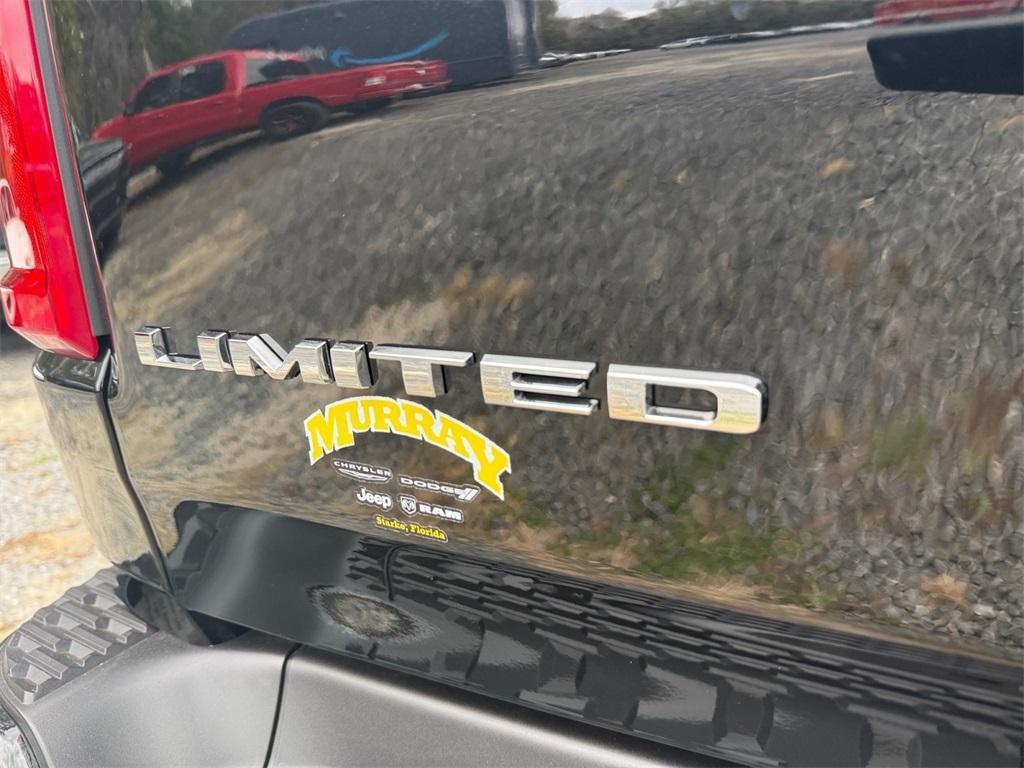 LIMITED
MURRAY
CHRYSLER DODGE
Jeep RAM
Starke, Florida